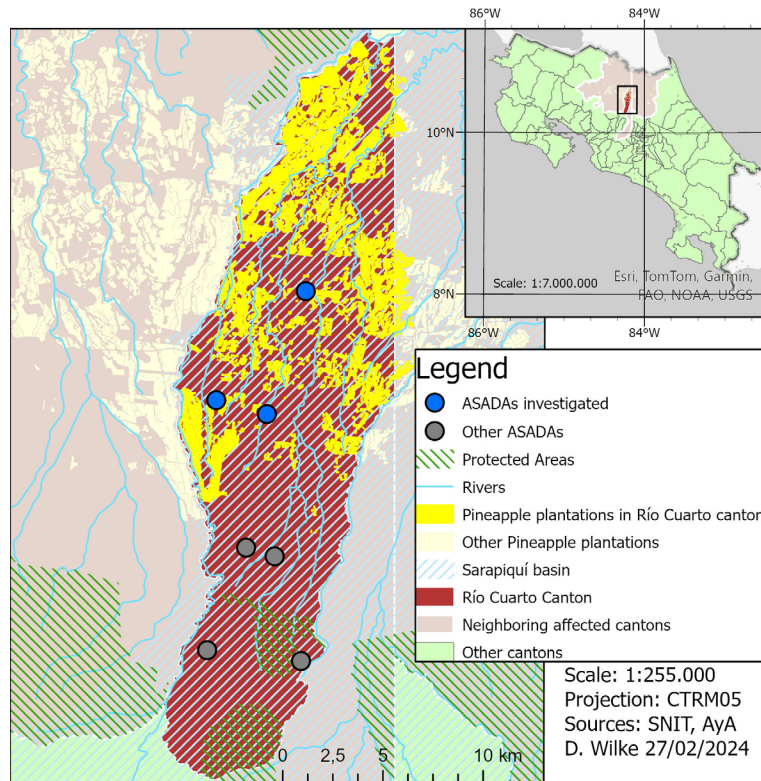 86°W
84°W
10°N
8°N
Scale: 1:7.000.000
Esri, TomTom, Garmin,
FAO, NOAA, USGS
86°W
84°W
Legend
ASADAs investigated
Other ASADAs
Protected Areas
Rivers
Pineapple plantations in Río Cuarto canton
Other Pineapple plantations
Sarapiquí basin
Río Cuarto Canton
Neighboring affected cantons
Other cantons
Scale: 1:255.000
Projection: CTRM05
Sources: SNIT, AyA
D. Wilke 27/02/2024
0 2,5 5 10 km